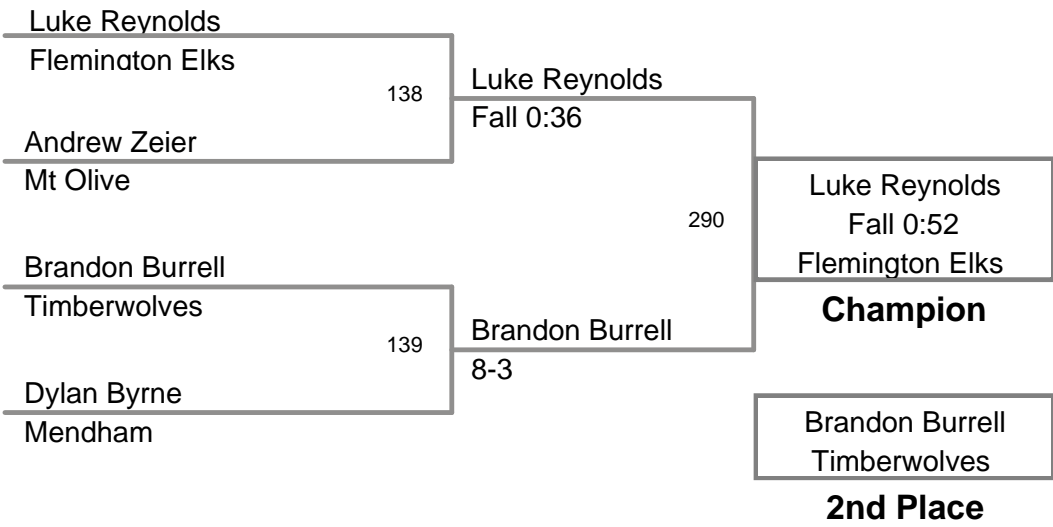 Luke Reynolds
Flemington Elks
138
Andrew Zeier
Mt Olive
Luke Reynolds
Fall 0:36
Brandon Burrell
Timberwolves
139
Dylan Byrne
Mendham
Brandon Burrell
8-3
290
Luke Reynolds
Fall 0:52
Flemington Elks
Champion
Brandon Burrell
Timberwolves
2nd Place